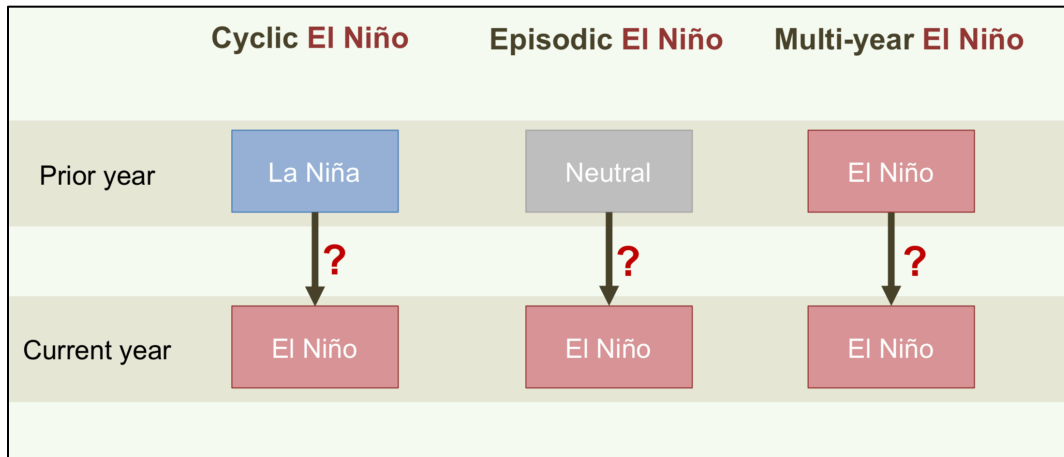 Cyclic El Niño Episodic El Niño Multi-year El Niño
Prior year La Niña Neutral El Niño
? ? ?
Current year El Niño El Niño El Niño